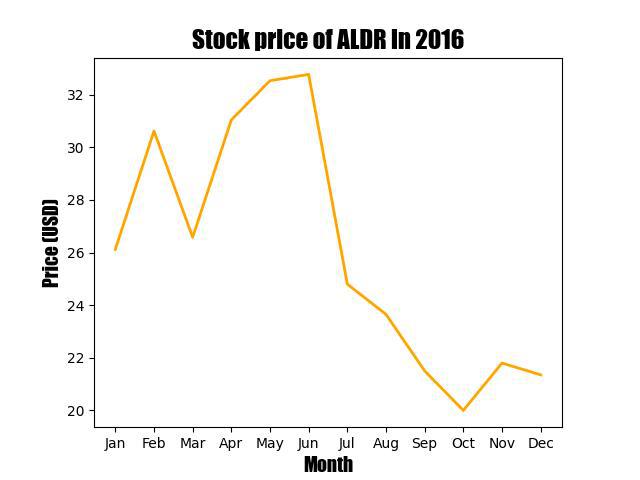 Stock price of ALDR in 2016
Price (USD)
32
30
28
26
24
22
20
Jan Feb Mar Apr May Jun Jul Aug Sep Oct Nov Dec
Month